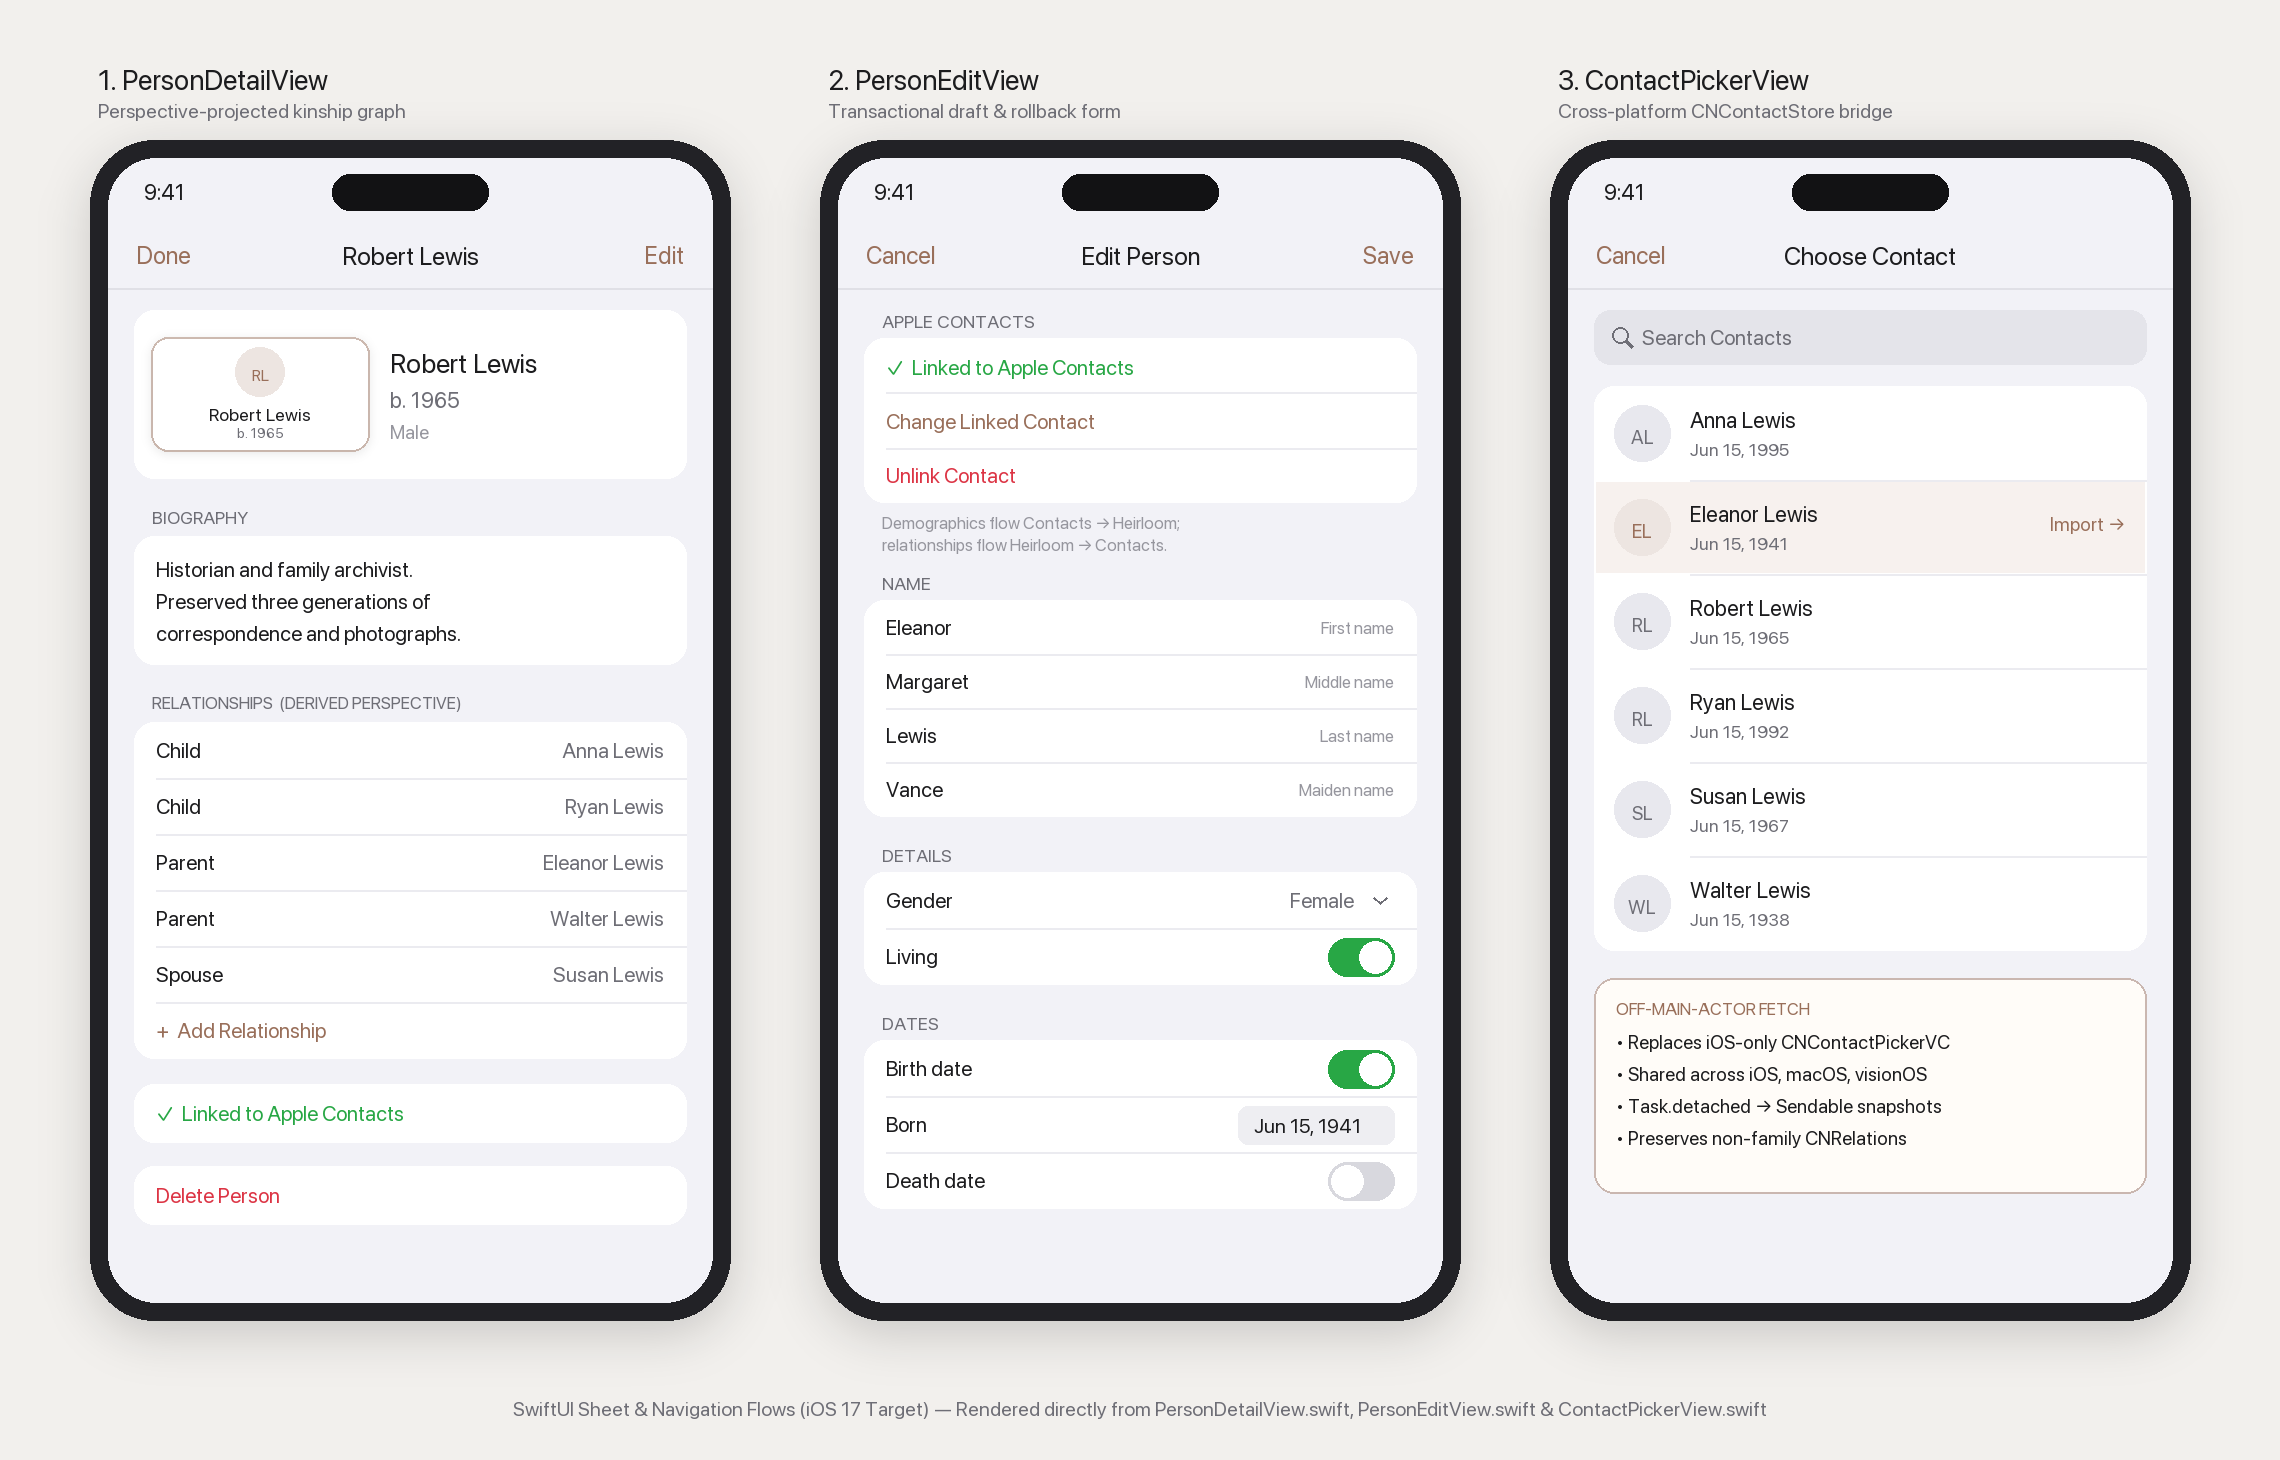 1. PersonDetailView
Perspective-projected kinship graph
9:41
Done
Robert Lewis
Edit
RL
Robert Lewis
b. 1965
Robert Lewis
b. 1965
Male
BIOGRAPHY
Historian and family archivist.
Preserved three generations of
correspondence and photographs.
RELATIONSHIPS (DERIVED PERSPECTIVE)
Child Anna Lewis
Child Ryan Lewis
Parent Eleanor Lewis
Parent Walter Lewis
Spouse Susan Lewis
+ Add Relationship
✓ Linked to Apple Contacts
Delete Person
2. PersonEditView
Transactional draft & rollback form
9:41
Cancel
Edit Person
Save
APPLE CONTACTS
✓ Linked to Apple Contacts
Change Linked Contact
Unlink Contact
Demographics flow Contacts → Heirloom;
relationships flow Heirloom → Contacts.
NAME
Eleanor First name
Margaret Middle name
Lewis Last name
Vance Maiden name
DETAILS
Gender Female
Living
DATES
Birth date
Born Jun 15, 1941
Death date
3. ContactPickerView
Cross-platform CNContactStore bridge
9:41
Cancel
Choose Contact
Search Contacts
AL
Anna Lewis
Jun 15, 1995
EL
Eleanor Lewis
Jun 15, 1941
Import →
RL
Robert Lewis
Jun 15, 1965
RL
Ryan Lewis
Jun 15, 1992
SL
Susan Lewis
Jun 15, 1967
WL
Walter Lewis
Jun 15, 1938
OFF-MAIN-ACTOR FETCH
• Replaces iOS-only CNContactPickerVC
• Shared across iOS, macOS, visionOS
• Task.detached → Sendable snapshots
• Preserves non-family CNRelations
SwiftUI Sheet & Navigation Flows (iOS 17 Target) — Rendered directly from PersonDetailView.swift, PersonEditView.swift & ContactPickerView.swift